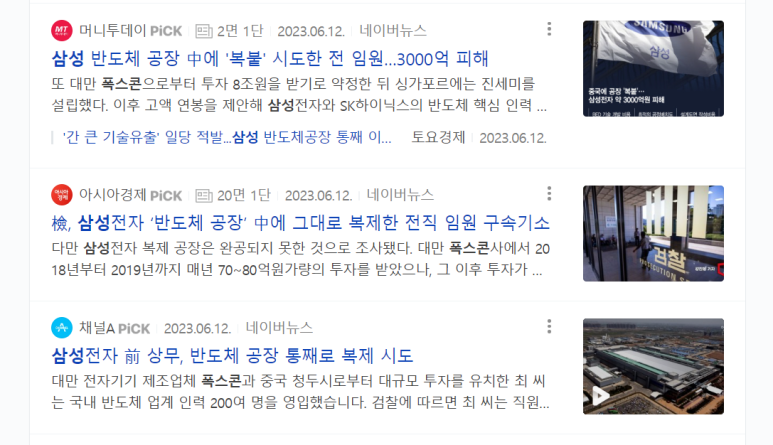 머니투데이 PiCK 2면 1단 2023.06.12. 네이버뉴스
삼성 반도체 공장 中에 '복붙' 시도한 전 임원...3000억 피해
또 대만 폭스콘으로부터 투자 8조원을 받기로 약정한 뒤 싱가포르에는 진세미를
설립했다. 이후 고액 연봉을 제안해 삼성전자와 SK하이닉스의 반도체 핵심 인력 ...
'간 큰 기술유출' 일당 적발...삼성 반도체공장 통째 이... 토요경제 2023.06.12.
SAMSUNG
삼성
중국에 공장 '복붙'...
삼성전자 약 3000억원 피해
아시아경제 PiCK 20면 1단 2023.06.12. 네이버뉴스
檢, 삼성전자 ‘반도체 공장’ 中에 그대로 복제한 전직 임원 구속기소
다만 삼성전자 복제 공장은 완공되지 못한 것으로 조사됐다. 대만 폭스콘사에서 20
18년부터 2019년까지 매년 70~80억원가량의 투자를 받았으나, 그 이후 투자가 ...
검찰
채널A PiCK 2023.06.12. 네이버뉴스
삼성전자 前 상무, 반도체 공장 통째로 복제 시도
대만 전자기기 제조업체 폭스콘과 중국 청두시로부터 대규모 투자를 유치한 최 씨
는 국내 반도체 업계 인력 200여 명을 영입했습니다. 검찰에 따르면 최 씨는 직원...